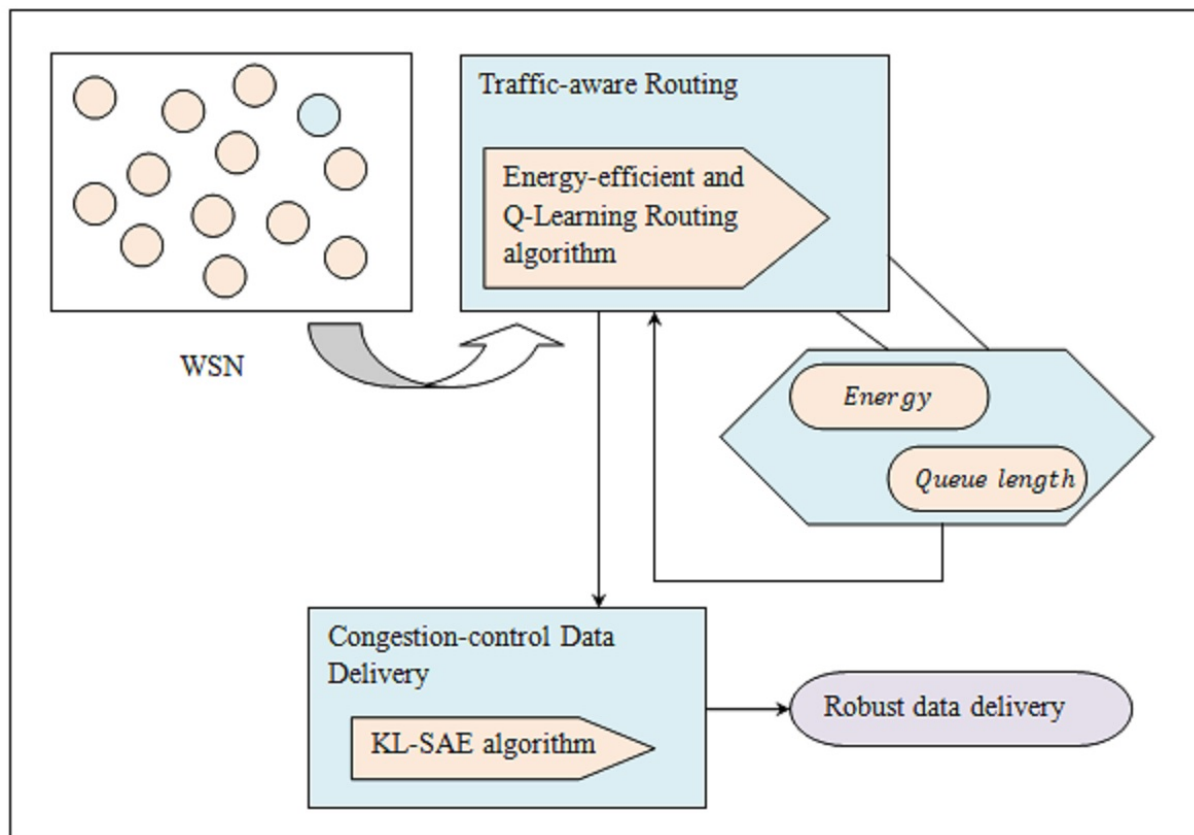 Traffic-aware Routing
Energy-efficient and
Q-Learning Routing
algorithm
WSN
Energy
Queue length
Congestion-control Data
Delivery
KL-SAE algorithm
Robust data delivery